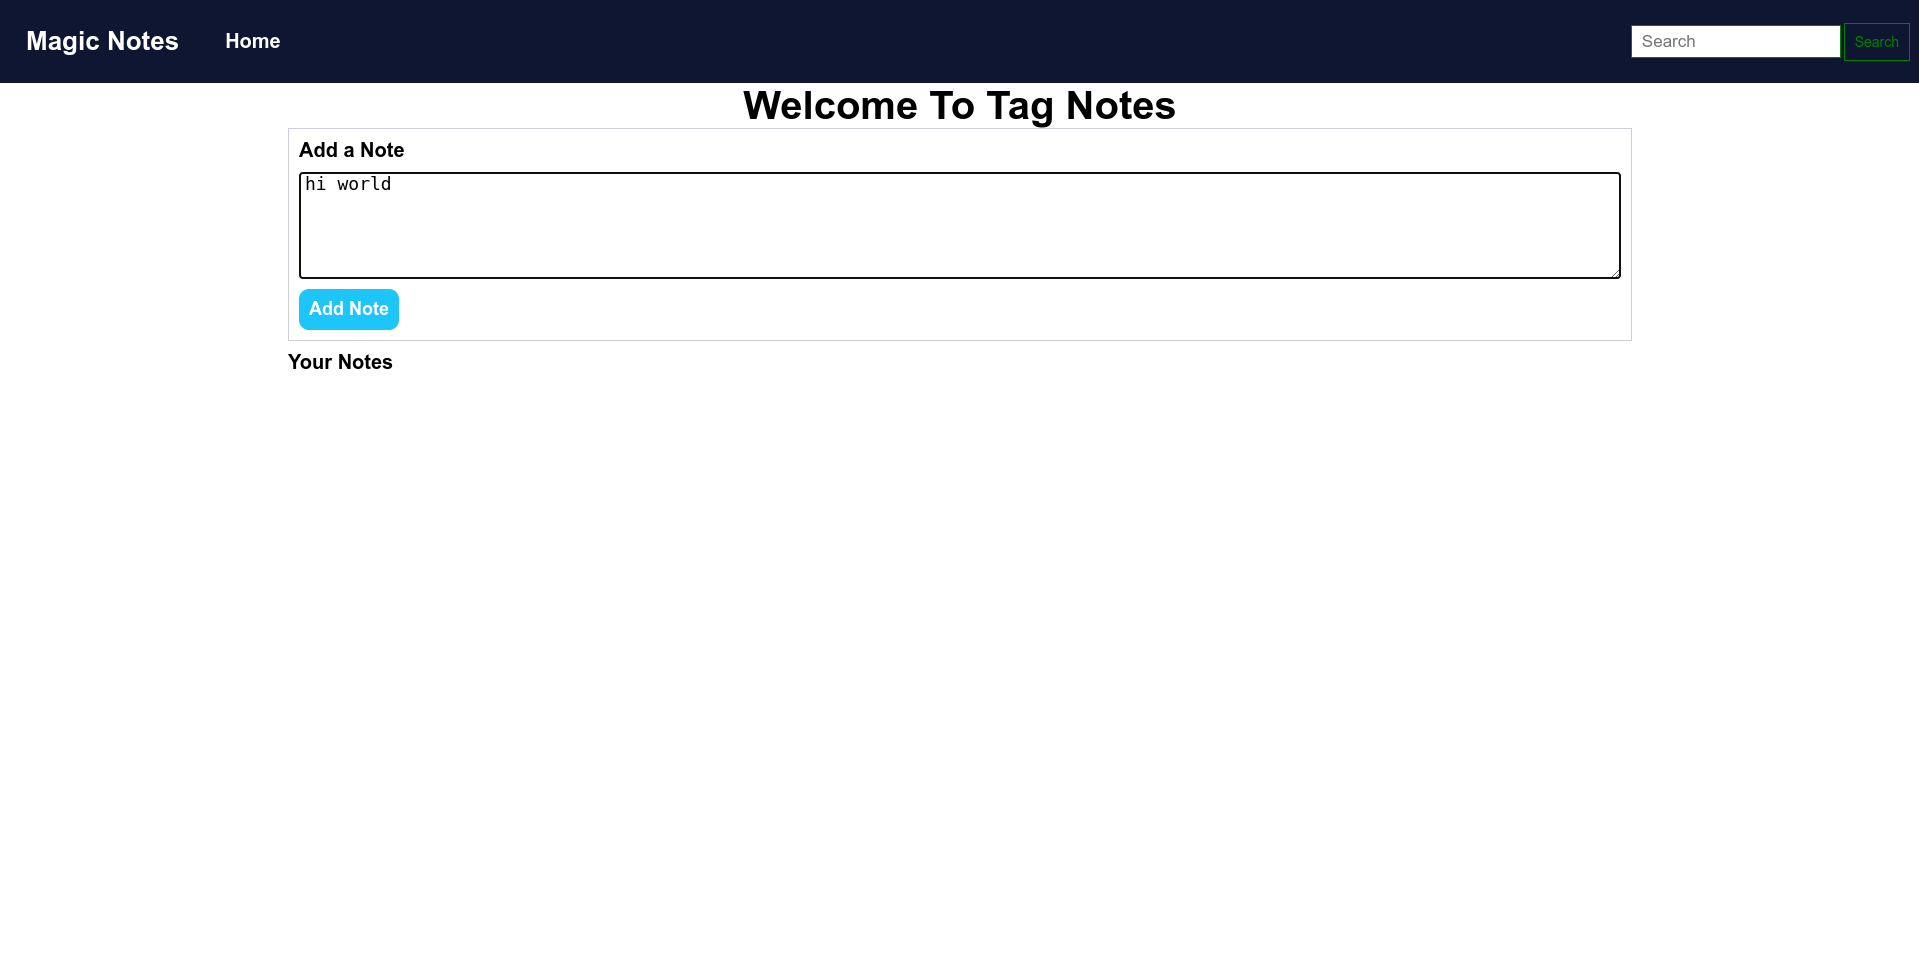 Magic Notes Home Search Search
Welcome To Tag Notes
Add a Note
hi world
Add Note
Your Notes